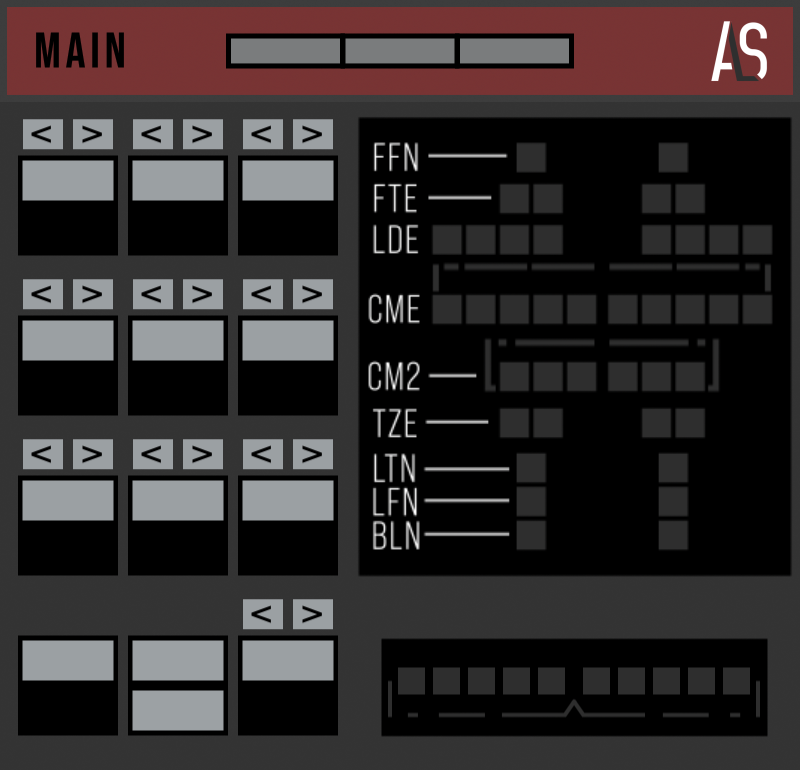 MAIN
AS
< > < > < >
FFN
FTE
LDE
< > < > < >
CME
CM2
TZE
< > < > < >
LTN
LFN
BLN
< >